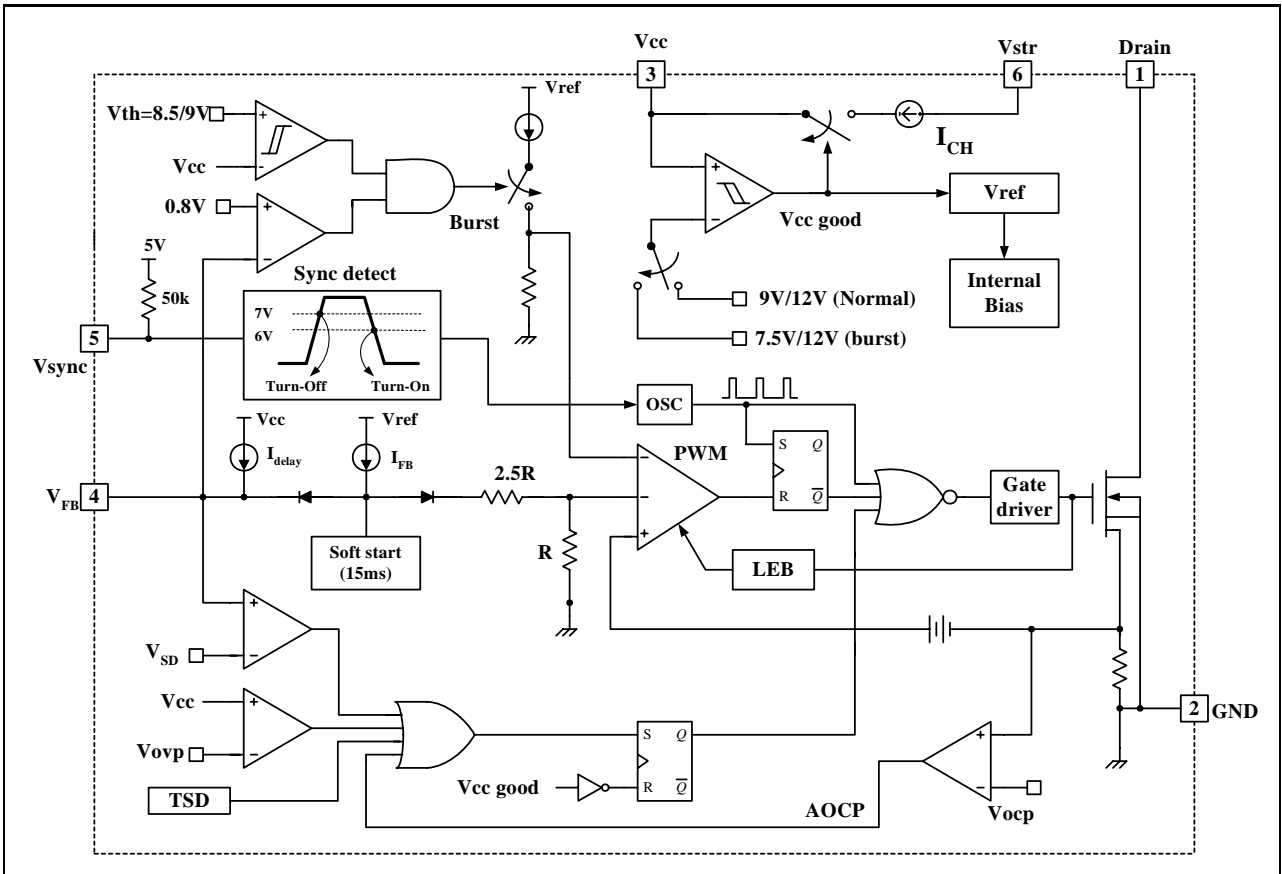 Vcc
3
Vstr
6
Drain
1
Vth=8.5/9V
+
Vcc
-
Vref
I_CH
0.8V
+
−
Burst
+
−
Vcc good
Vref
Internal
Bias
5V
50k
Sync detect
7V
6V
Turn-Off
Turn-On
5
Vsync
9V/12V (Normal)
7.5V/12V (burst)
OSC
Vcc
I_delay
Vref
I_FB
V_FB
4
2.5R
R
Soft start
(15ms)
PWM
−
−
+
S
Q
R
Q̅
LEB
Gate
driver
+
V_SD
−
Vcc
+
Vovp
−
TSD
Vcc good
S
Q
R
Q̅
AOCP
+
−
Vocp
2
GND